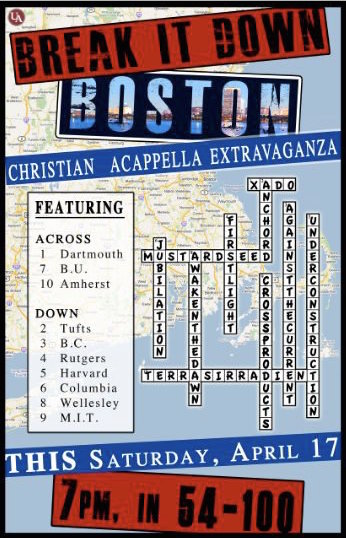 UA
BREAK IT DOWN
BOSTON
CHRISTIAN ACAPPELLA EXTRAVAGANZA
FEATURING
ACROSS
1 Dartmouth
7 B.U.
10 Amherst
DOWN
2 Tufts
3 B.C.
4 Rutgers
5 Harvard
6 Columbia
8 Wellesley
9 M.I.T.
XADO
ANCHORD
AGAINSTTHECURRENT
FIRSTLIGHT
UNDERCONSTRUCTION
JUBILATION
MUSTARDSEED
AWAKENTHEDAWN
CROSSPRODUCTS
TERRASIRRADIENT
THIS SATURDAY, APRIL 17
7PM, IN 54-100